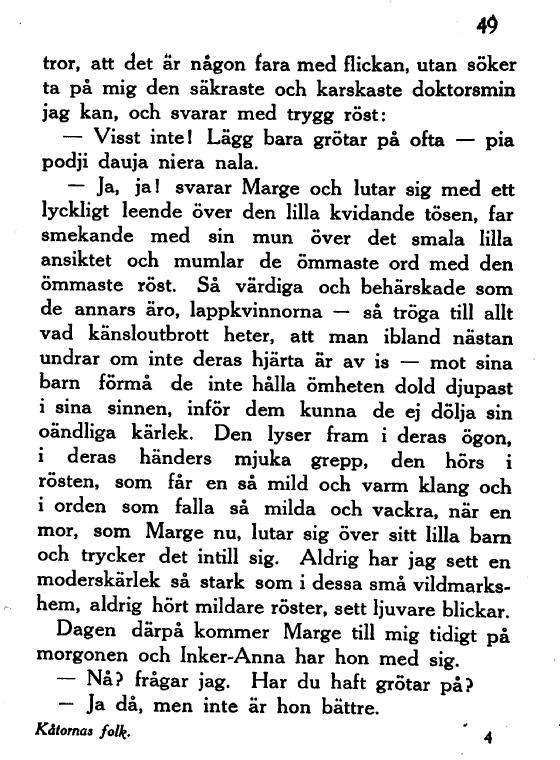 49
tror, att det är någon fara med flickan, utan söker
ta på mig den säkraste och karskaste doktorsmin
jag kan, och svarar med trygg röst:
— Visst inte! Lägg bara grötar på ofta — pia
podji dauja niera nala.
— Ja, ja! svarar Marge och lutar sig med ett
lyckligt leende över den lilla kvidande tösen, far
smekande med sin mun över det smala lilla
ansiktet och mumlar de ömmaste ord med den
ömmaste röst. Så värdiga och behärskade som
de annars äro, lappkvinnorna — så tröga till allt
vad känsloutbrott heter, att man ibland nästan
undrar om inte deras hjärta är av is — mot sina
barn förmå de inte hålla ömheten dold djupast
i sina sinnen, inför dem kunna de ej dölja sin
oändliga kärlek. Den lyser fram i deras ögon,
i deras händers mjuka grepp, den hörs i
rösten, som får en så mild och varm klang och
i orden som falla så milda och vackra, när en
mor, som Marge nu, lutar sig över sitt lilla barn
och trycker det intill sig. Aldrig har jag sett en
moderskärlek så stark som i dessa små vildmarks-
hem, aldrig hört mildare röster, sett ljuvare blickar.
Dagen därpå kommer Marge till mig tidigt på
morgonen och Inker-Anna har hon med sig.
— Nå? frågar jag. Har du haft grötar på?
— Ja då, men inte är hon bättre.
Kåtornas folk.
4